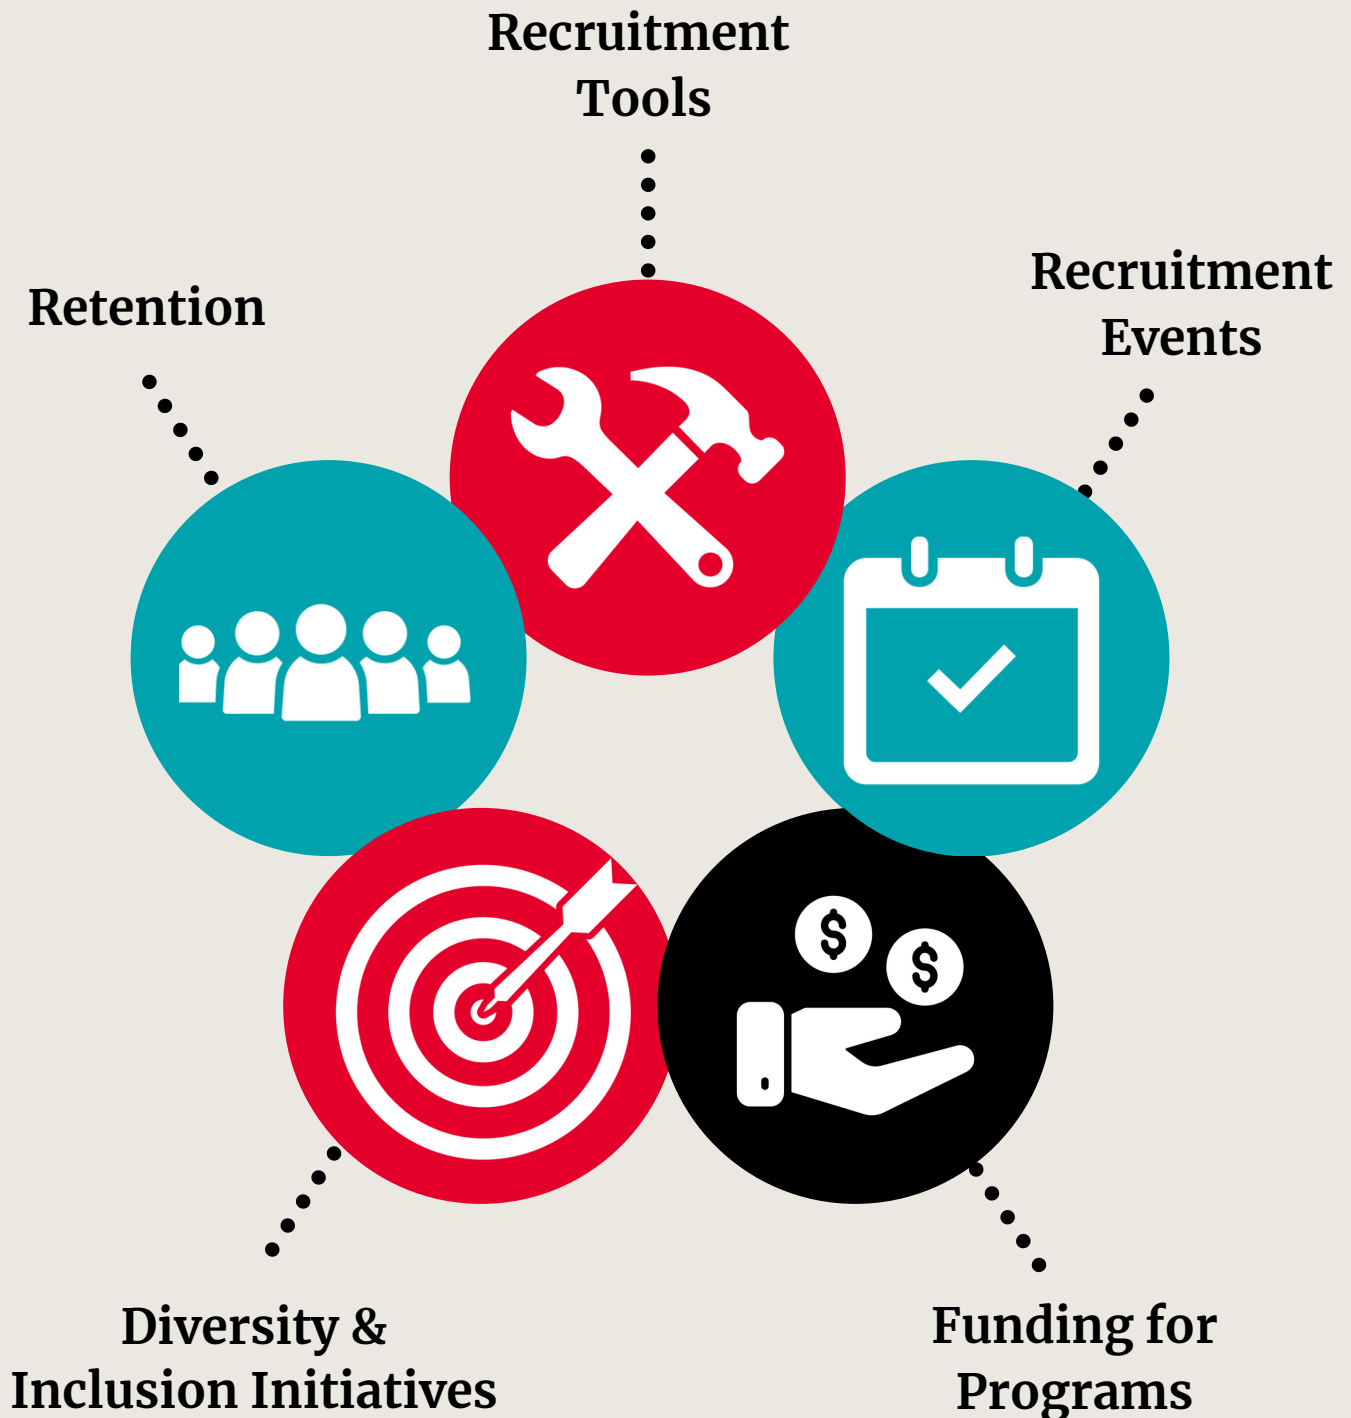 Recruitment
Tools
Retention
Recruitment
Events
$
$
Diversity &
Inclusion Initiatives
Funding for
Programs